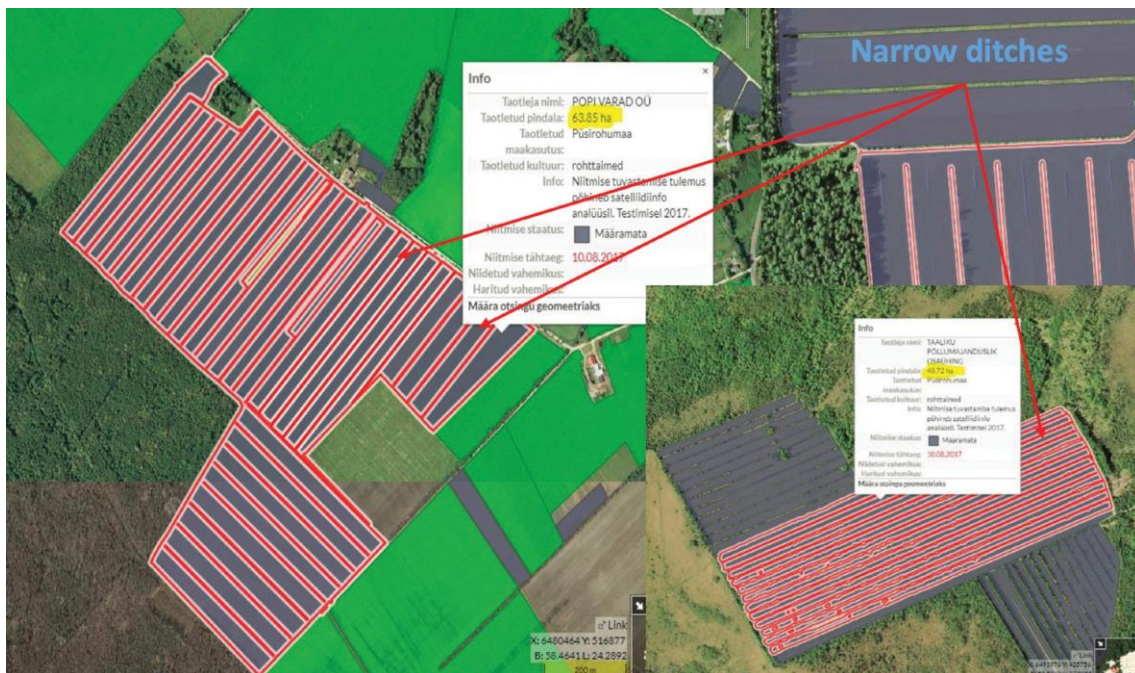 Narrow ditches
Info
×
Taotleja nimi: POPI VARAD OÜ
Taotletud pindala: 63.85 ha
Taotletud Püsirohumaa
maakasutus:
Taotletud kultuur: rohttaimed
Info: Niitmise tuvastamise tulemus
põhineb satelliidiinfo
analüüsil. Testimisel 2017.
Niitmise staatus: Määramata
Niitmise tähtaeg: 10.08.2017
Niidetud vahemikus:
Haritud vahemikus:
Määra otsingu geomeetriaks
Info
Taotleja nimi: TAALIKU
PÕLLUMAJANDUSLIK
OSAÜHING
Taotletud pindala: 48.72 ha
Taotletud Püsirohumaa
maakasutus:
Taotletud kultuur: rohttaimed
Info: Niitmise tuvastamise tulemus
põhineb satelliidiinfo
analüüsil. Testimisel 2017.
Niitmise staatus: Määramata
Niitmise tähtaeg: 10.08.2017
Niidetud vahemikus:
Haritud vahemikus:
Määra otsingu geomeetriaks
Link
X: 6480464 Y: 516877
B: 58.4641 L: 24.2892
200 m
Link